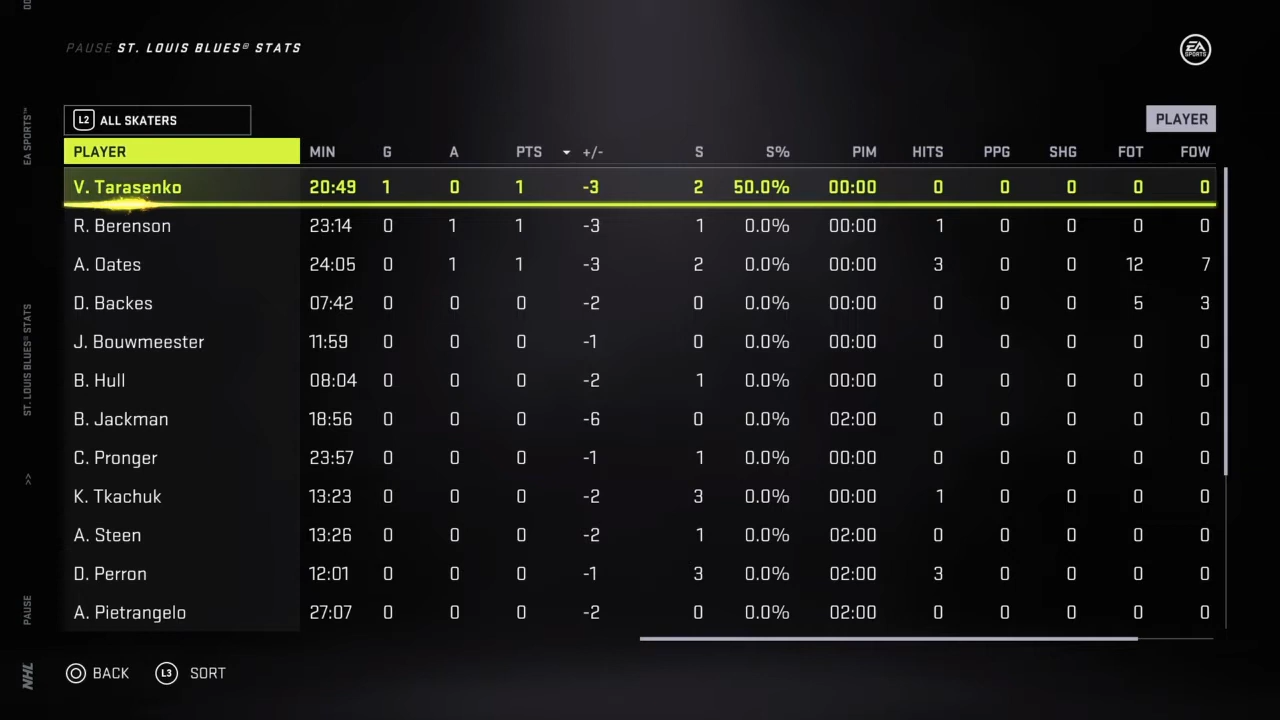 PAUSE ST. LOUIS BLUES® STATS
EA SPORTS
L2 ALL SKATERS
PLAYER
PLAYER MIN G A PTS +/- S S% PIM HITS PPG SHG FOT FOW
V. Tarasenko 20:49 1 0 1 -3 2 50.0% 00:00 0 0 0 0 0
R. Berenson 23:14 0 1 1 -3 1 0.0% 00:00 1 0 0 0 0
A. Oates 24:05 0 1 1 -3 2 0.0% 00:00 3 0 0 12 7
D. Backes 07:42 0 0 0 -2 0 0.0% 00:00 0 0 0 5 3
J. Bouwmeester 11:59 0 0 0 -1 0 0.0% 00:00 0 0 0 0 0
B. Hull 08:04 0 0 0 -2 1 0.0% 00:00 0 0 0 0 0
B. Jackman 18:56 0 0 0 -6 0 0.0% 02:00 0 0 0 0 0
C. Pronger 23:57 0 0 0 -1 1 0.0% 00:00 0 0 0 0 0
K. Tkachuk 13:23 0 0 0 -2 3 0.0% 00:00 1 0 0 0 0
A. Steen 13:26 0 0 0 -2 1 0.0% 02:00 0 0 0 0 0
D. Perron 12:01 0 0 0 -1 3 0.0% 02:00 3 0 0 0 0
A. Pietrangelo 27:07 0 0 0 -2 0 0.0% 02:00 0 0 0 0 0
BACK L3 SORT
NHL
PAUSE
>>
ST. LOUIS BLUES® STATS
EA SPORTS™